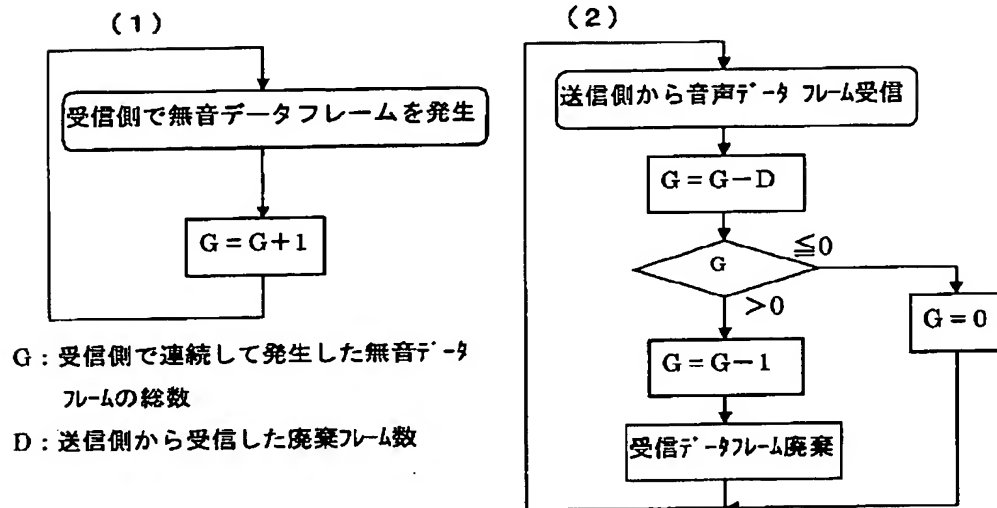 (1)
受信側で無音データフレームを発生
G=G+1
G:受信側で連続して発生した無音データ
フレームの総数
D:送信側から受信した廃棄フレーム数
(2)
送信側から音声データ フレーム受信
G=G−D
G
≦0
>0
G=0
G=G−1
受信データフレーム廃棄